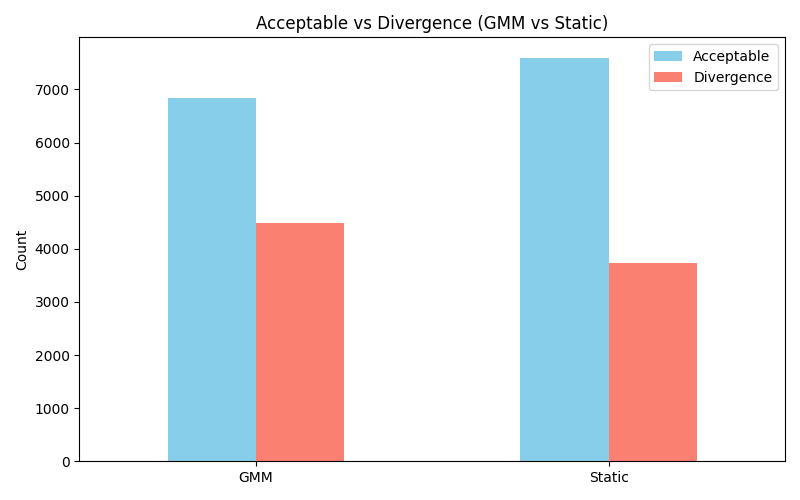 Acceptable vs Divergence (GMM vs Static)
Acceptable
Divergence
Count
7000
6000
5000
4000
3000
2000
1000
0
GMM
Static